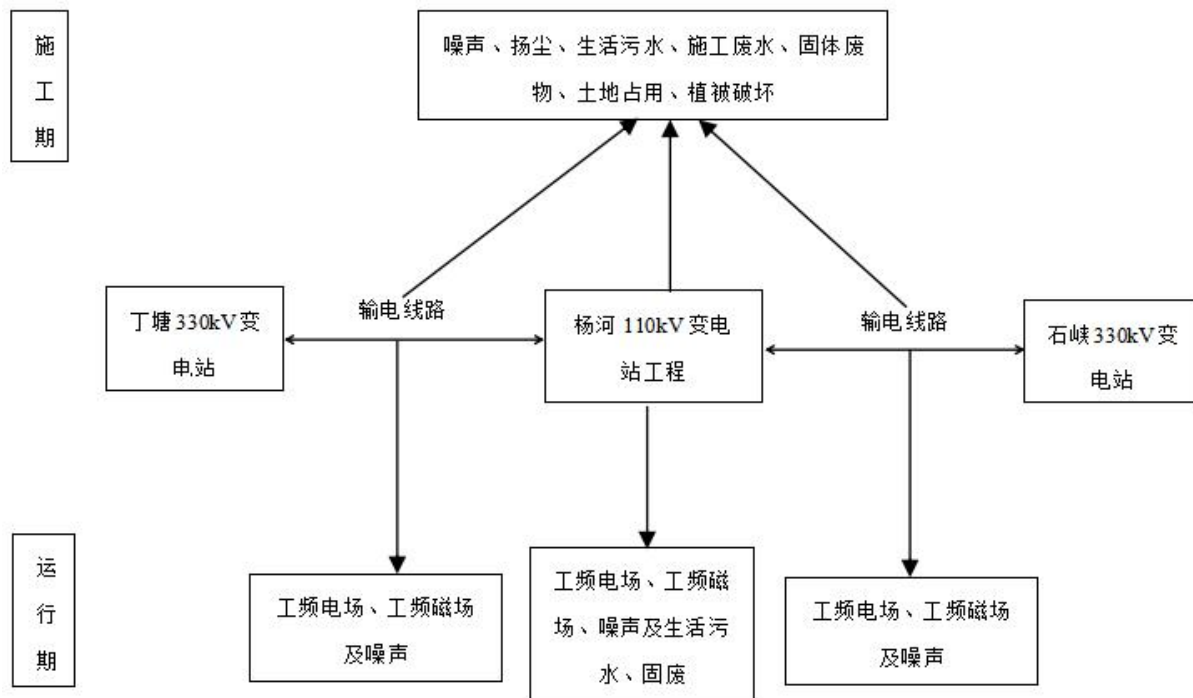 施
工
期
噪声、扬尘、生活污水、施工废水、固体废
物、土地占用、植被破坏
丁塘330kV变
电站
输电线路
杨河110kV变电
站工程
输电线路
石峡330kV变
电站
运
行
期
工频电场、工频磁场
及噪声
工频电场、工频磁
场、噪声及生活污
水、固废
工频电场、工频磁场
及噪声